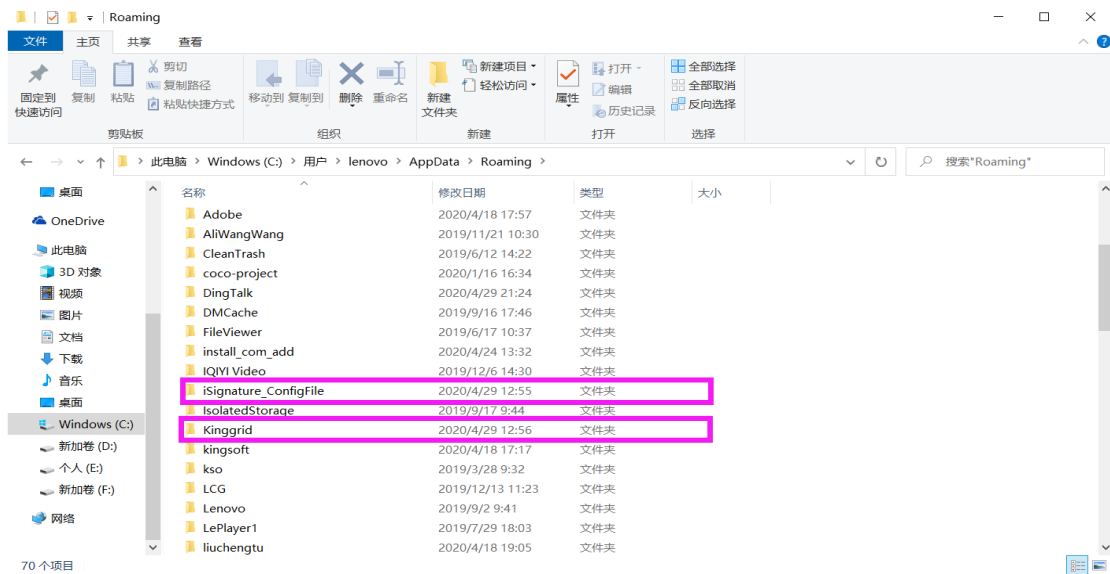 Roaming
文件 主页 共享 查看
固定到
快速访问
复制
粘贴
剪切
复制路径
粘贴快捷方式
移动到
复制到
删除
重命名
新建
文件夹
新建项目
轻松访问
属性
打开
编辑
历史记录
全部选择
全部取消
反向选择
剪贴板 组织 新建 打开 选择
此电脑 > Windows (C:) > 用户 > lenovo > AppData > Roaming >
搜索"Roaming"
桌面
OneDrive
此电脑
3D 对象
视频
图片
文档
下载
音乐
桌面
Windows (C:)
新加卷 (D:)
个人 (E:)
新加卷 (F:)
网络
名称 修改日期 类型 大小
Adobe 2020/4/18 17:57 文件夹
AliWangWang 2019/11/21 10:30 文件夹
CleanTrash 2019/6/12 14:22 文件夹
coco-project 2020/1/16 16:34 文件夹
DingTalk 2020/4/29 21:24 文件夹
DMCache 2019/9/16 17:46 文件夹
FileViewer 2019/6/17 10:37 文件夹
install_com_add 2020/4/24 13:32 文件夹
IQIYI Video 2019/12/6 14:30 文件夹
iSignature_ConfigFile 2020/4/29 12:55 文件夹
IsolatedStorage 2019/9/17 9:44 文件夹
Kinggrid 2020/4/29 12:56 文件夹
kingsoft 2020/4/18 17:17 文件夹
kso 2019/3/28 9:32 文件夹
LCG 2019/12/13 11:23 文件夹
Lenovo 2019/9/2 9:41 文件夹
LePlayer1 2019/7/29 18:03 文件夹
liuchengtu 2020/4/18 19:05 文件夹
70 个项目